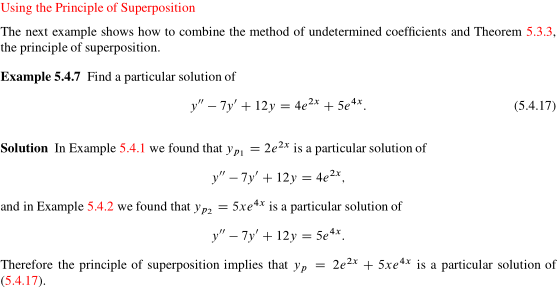 Using the Principle of Superposition
The next example shows how to combine the method of undetermined coefficients and Theorem 5.3.3,
the principle of superposition.
Example 5.4.7 Find a particular solution of
y′′ − 7y′ + 12y = 4e^{2x} + 5e^{4x}. (5.4.17)
Solution In Example 5.4.1 we found that y_{p_1} = 2e^{2x} is a particular solution of
y′′ − 7y′ + 12y = 4e^{2x},
and in Example 5.4.2 we found that y_{p_2} = 5xe^{4x} is a particular solution of
y′′ − 7y′ + 12y = 5e^{4x}.
Therefore the principle of superposition implies that y_p = 2e^{2x} + 5xe^{4x} is a particular solution of
(5.4.17).